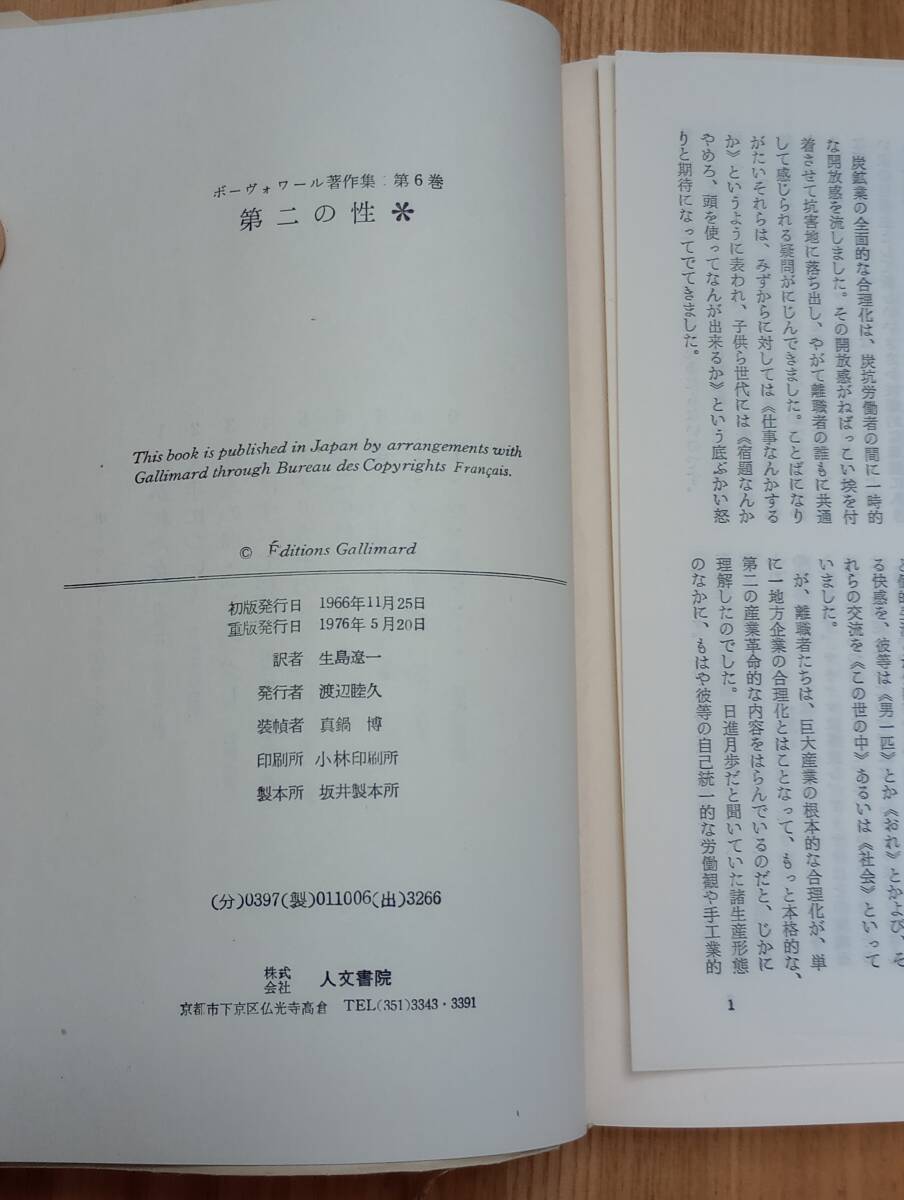 ボーヴォワール著作集:第6巻
第二の性*
This book is published in Japan by arrangements with
Gallimard through Bureau des Copyrights Français.
© Éditions Gallimard
初版発行日 1966年11月25日
重版発行日 1976年5月20日
訳者 生島遼一
発行者 渡辺睦久
装幀者 真鍋 博
印刷所 小林印刷所
製本所 坂井製本所
(分)0397(製)011006(出)3266
株式会社 人文書院
京都市下京区仏光寺高倉 TEL(351)3343・3391
炭鉱業の全面的な合理化は、炭坑労働者の間に一時的
な開放感を流しました。その開放感がねばっこい埃を付
着させて坑害地に落ち出し、やがて離職者の誰もに共通
して感じられる疑問がにじんできました。ことばになり
がたいそれらは、みずからに対しては《仕事なんかする
か》というように表われ、子供ら世代には《宿題なんか
やめろ、頭を使ってなんが出来るか》という底ぶかい怒
りと期待になってでてきました。
る快感を、彼等は《男一匹》とか《おれ》とかよび、そ
れらの交流を《この世の中》あるいは《社会》といって
いました。
が、離職者たちは、巨大産業の根本的な合理化が、単
に一地方企業の合理化とはことなって、もっと本格的な、
第二の産業革命的な内容をはらんでいるのだと、じかに
理解したのでした。日進月歩だと聞いていた諸生産形態
のなかに、もはや彼等の自己統一的な労働観や手工業的
1